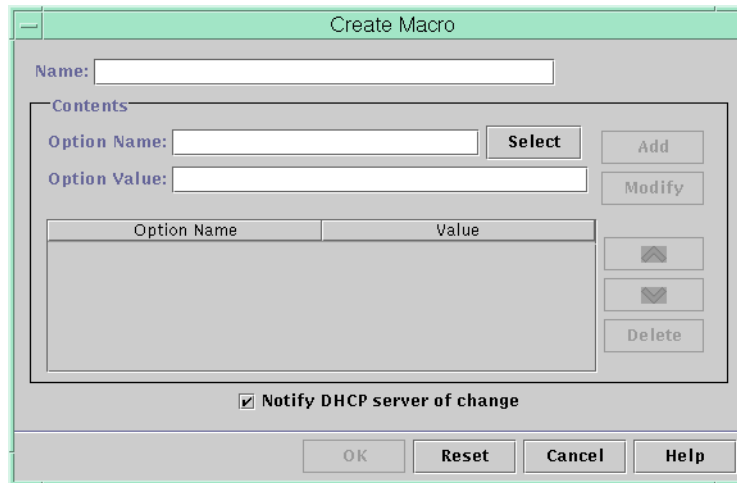 Create Macro
Name:
Contents
Option Name: Select Add
Option Value: Modify
Option Name Value
Delete
Notify DHCP server of change
OK Reset Cancel Help